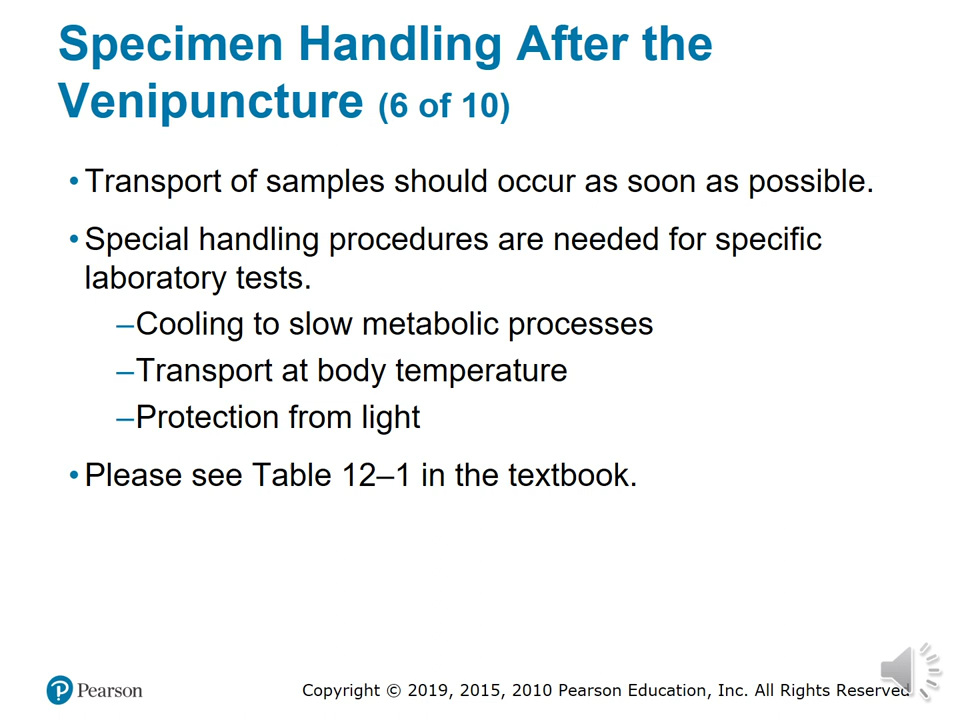 Specimen Handling After the
Venipuncture (6 of 10)
• Transport of samples should occur as soon as possible.
• Special handling procedures are needed for specific
laboratory tests.
–Cooling to slow metabolic processes
–Transport at body temperature
–Protection from light
• Please see Table 12–1 in the textbook.
P Pearson
Copyright © 2019, 2015, 2010 Pearson Education, Inc. All Rights Reserved